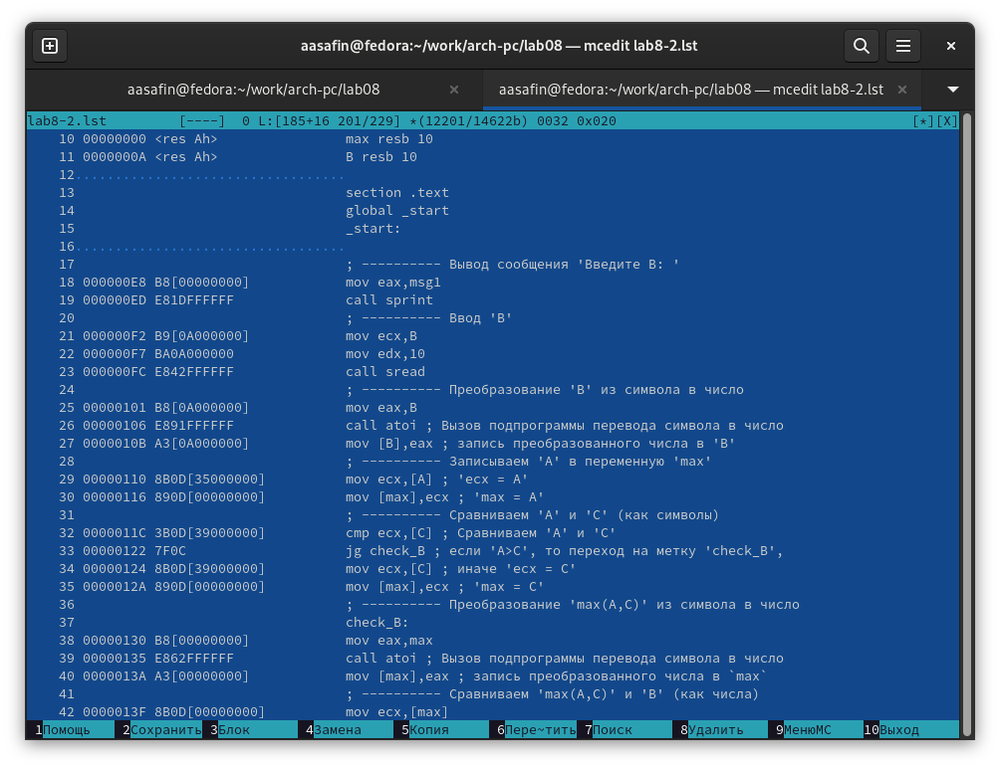 aasafin@fedora:~/work/arch-pc/lab08 — mcedit lab8-2.lst
aasafin@fedora:~/work/arch-pc/lab08
aasafin@fedora:~/work/arch-pc/lab08 — mcedit lab8-2.lst
lab8-2.lst [----] 0 L:[185+16 201/229] *(12201/14622b) 0032 0x020 [*][X]
10 00000000 <res Ah> max resb 10
11 0000000A <res Ah> B resb 10
12..................................
13 section .text
14 global _start
15 _start:
16..................................
17 ; ---------- Вывод сообщения 'Введите B: '
18 000000E8 B8[00000000] mov eax,msg1
19 000000ED E81DFFFFFF call sprint
20 ; ---------- Ввод 'B'
21 000000F2 B9[0A000000] mov ecx,B
22 000000F7 BA0A000000 mov edx,10
23 000000FC E842FFFFFF call sread
24 ; ---------- Преобразование 'B' из символа в число
25 00000101 B8[0A000000] mov eax,B
26 00000106 E891FFFFFF call atoi ; Вызов подпрограммы перевода символа в число
27 0000010B A3[0A000000] mov [B],eax ; запись преобразованного числа в 'B'
28 ; ---------- Записываем 'A' в переменную 'max'
29 00000110 8B0D[35000000] mov ecx,[A] ; 'ecx = A'
30 00000116 890D[00000000] mov [max],ecx ; 'max = A'
31 ; ---------- Сравниваем 'A' и 'С' (как символы)
32 0000011C 3B0D[39000000] cmp ecx,[C] ; Сравниваем 'A' и 'С'
33 00000122 7F0C jg check_B ; если 'A>C', то переход на метку 'check_B',
34 00000124 8B0D[39000000] mov ecx,[C] ; иначе 'ecx = C'
35 0000012A 890D[00000000] mov [max],ecx ; 'max = C'
36 ; ---------- Преобразование 'max(A,C)' из символа в число
37 check_B:
38 00000130 B8[00000000] mov eax,max
39 00000135 E862FFFFFF call atoi ; Вызов подпрограммы перевода символа в число
40 0000013A A3[00000000] mov [max],eax ; запись преобразованного числа в `max`
41 ; ---------- Сравниваем 'max(A,C)' и 'B' (как числа)
42 0000013F 8B0D[00000000] mov ecx,[max]
1Помощь 2Сохранить 3Блок 4Замена 5Копия 6Пере~тить 7Поиск 8Удалить 9МенюMC 10Выход